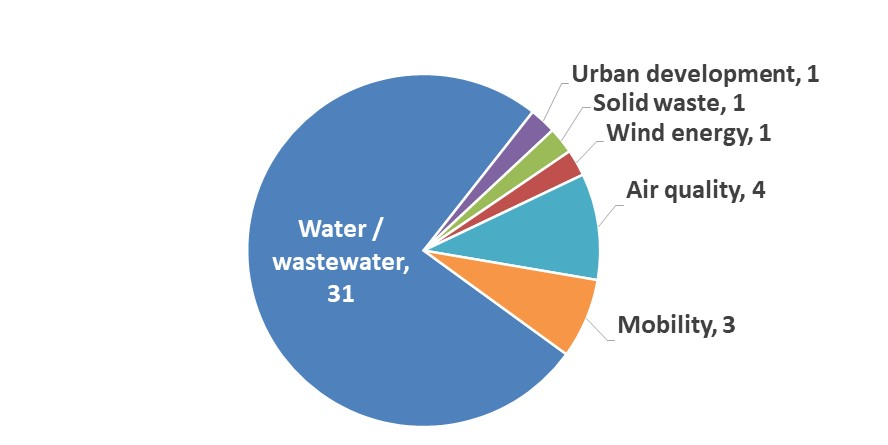 Urban development, 1
Solid waste, 1
Wind energy, 1
Air quality, 4
Water /
wastewater,
31
Mobility, 3